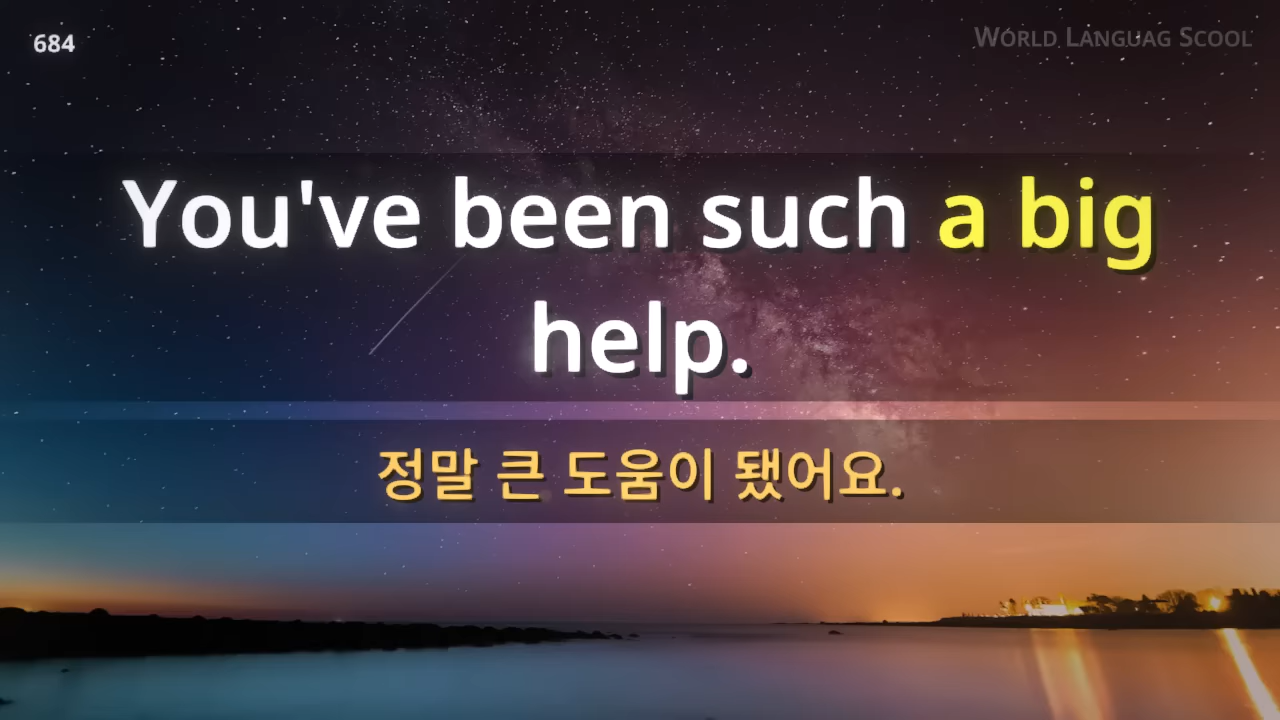 684
WORLD LANGUAG SCOOL
You've been such a big
help.
정말 큰 도움이 됐어요.